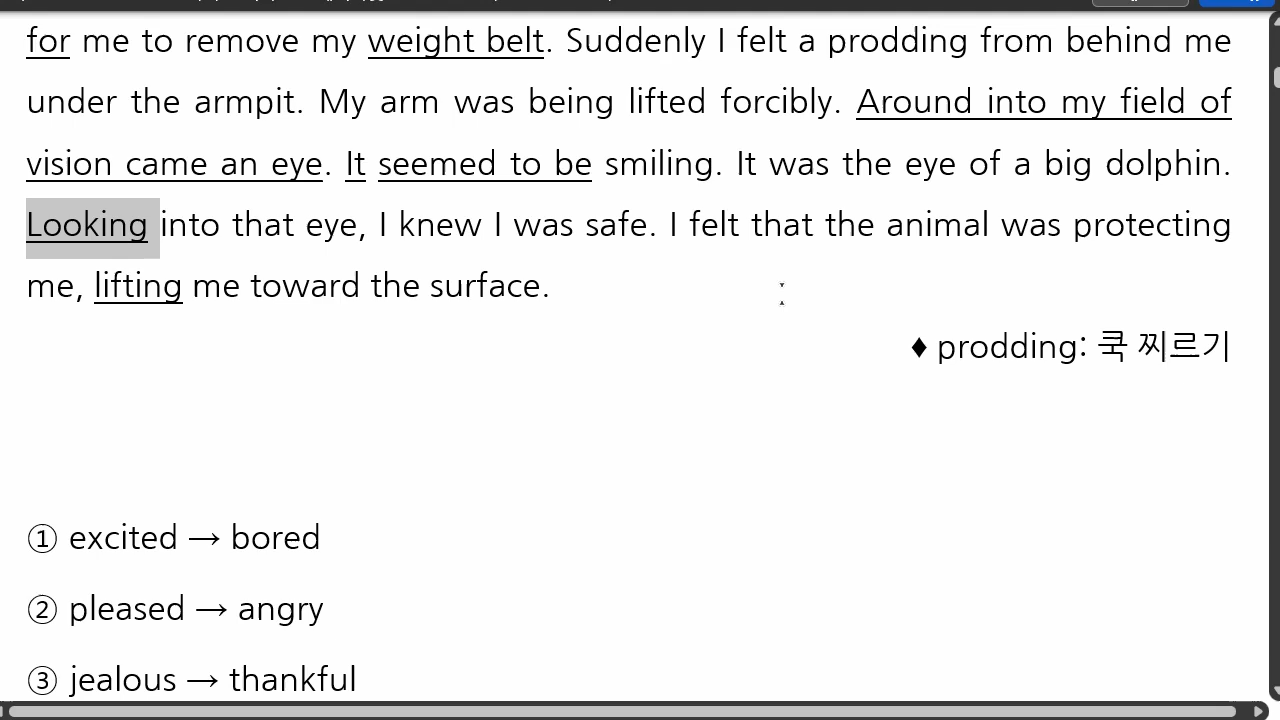 for me to remove my weight belt. Suddenly I felt a prodding from behind me
under the armpit. My arm was being lifted forcibly. Around into my field of
vision came an eye. It seemed to be smiling. It was the eye of a big dolphin.
Looking into that eye, I knew I was safe. I felt that the animal was protecting
me, lifting me toward the surface.
♦ prodding: 쿡 찌르기
① excited → bored
② pleased → angry
③ jealous → thankful